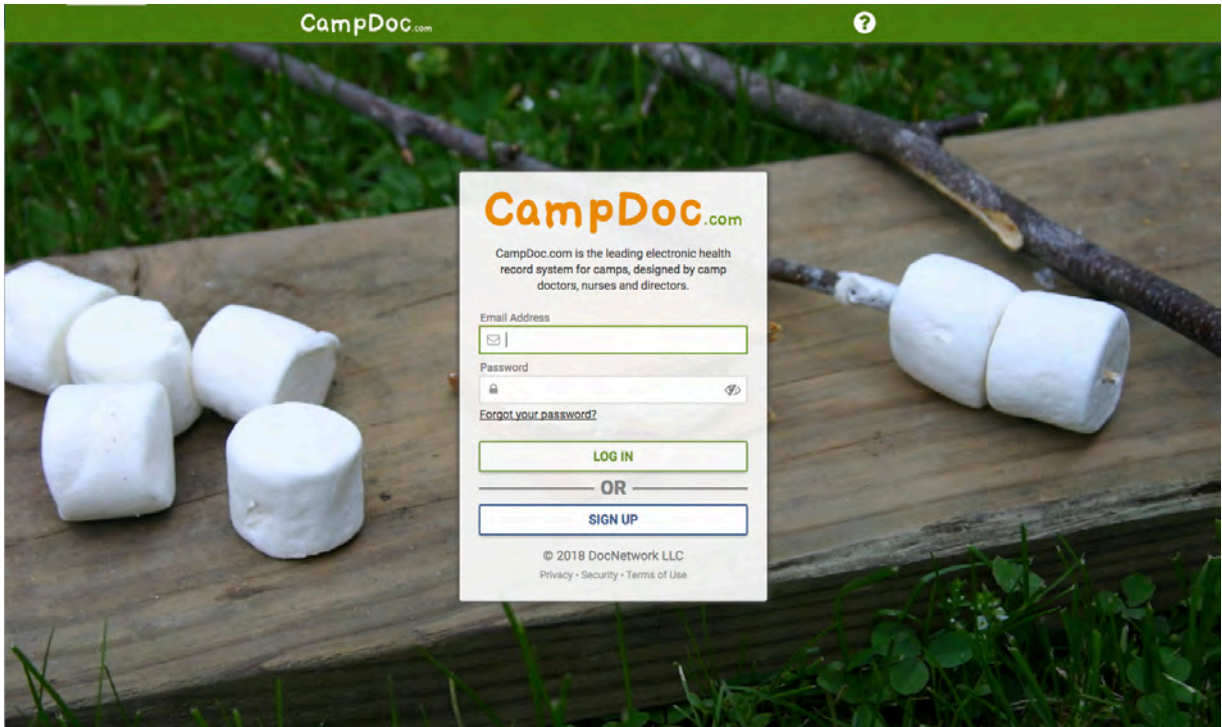 CampDoc.com
?
CampDoc.com
CampDoc.com is the leading electronic health
record system for camps, designed by camp
doctors, nurses and directors.
Email Address
Password
Forgot your password?
LOG IN
OR
SIGN UP
© 2018 DocNetwork LLC
Privacy • Security • Terms of Use